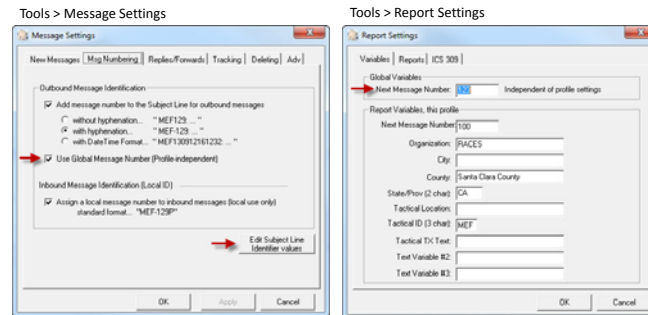 Tools > Message Settings
Message Settings
New Messages | Msg Numbering | Replies/Forwards | Tracking | Deleting | Adv
Outbound Message Identification
Add message number to the Subject Line for outbound messages
without hyphenation... "MEF129: ... "
with hyphenation... "MEF-129: ... "
with DateTime Format... "MEF130912161232: ... "
Use Global Message Number (Profile-independent)
Inbound Message Identification (Local ID)
Assign a local message number to inbound messages (local use only)
standard format... "MEF-129P"
Edit Subject Line
Identifier values
OK Apply Cancel
Tools > Report Settings
Report Settings
Variables | Reports | ICS 309
Global Variables
Next Message Number: 129 Independent of profile settings
Report Variables, this profile
Next Message Number: 100
Organization: RACES
City:
County: Santa Clara County
State/Prov (2 char): CA
Tactical Location:
Tactical ID (3 char): MEF
Tactical TX Text:
Text Variable #2:
Text Variable #3:
OK Cancel